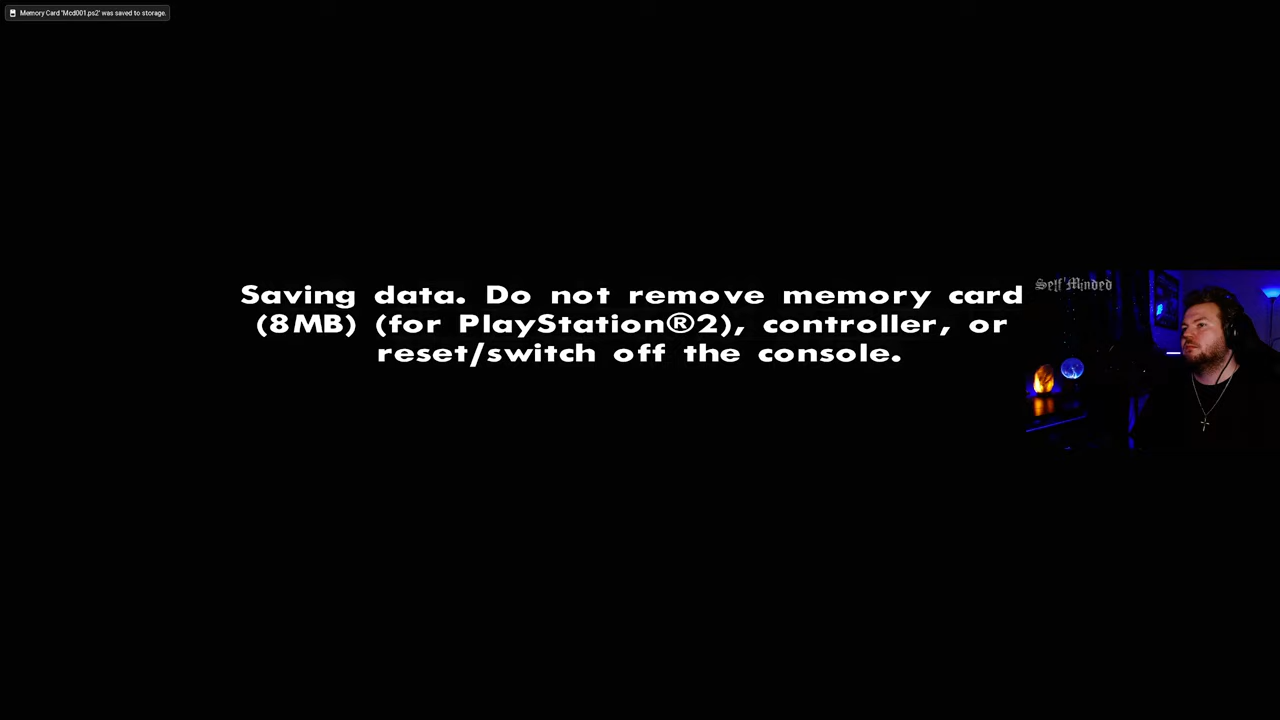 Memory Card 'Mcd001.ps2' was saved to storage.
Saving data. Do not remove memory card
(8MB) (for PlayStation®2), controller, or
reset/switch off the console.
Self Minded